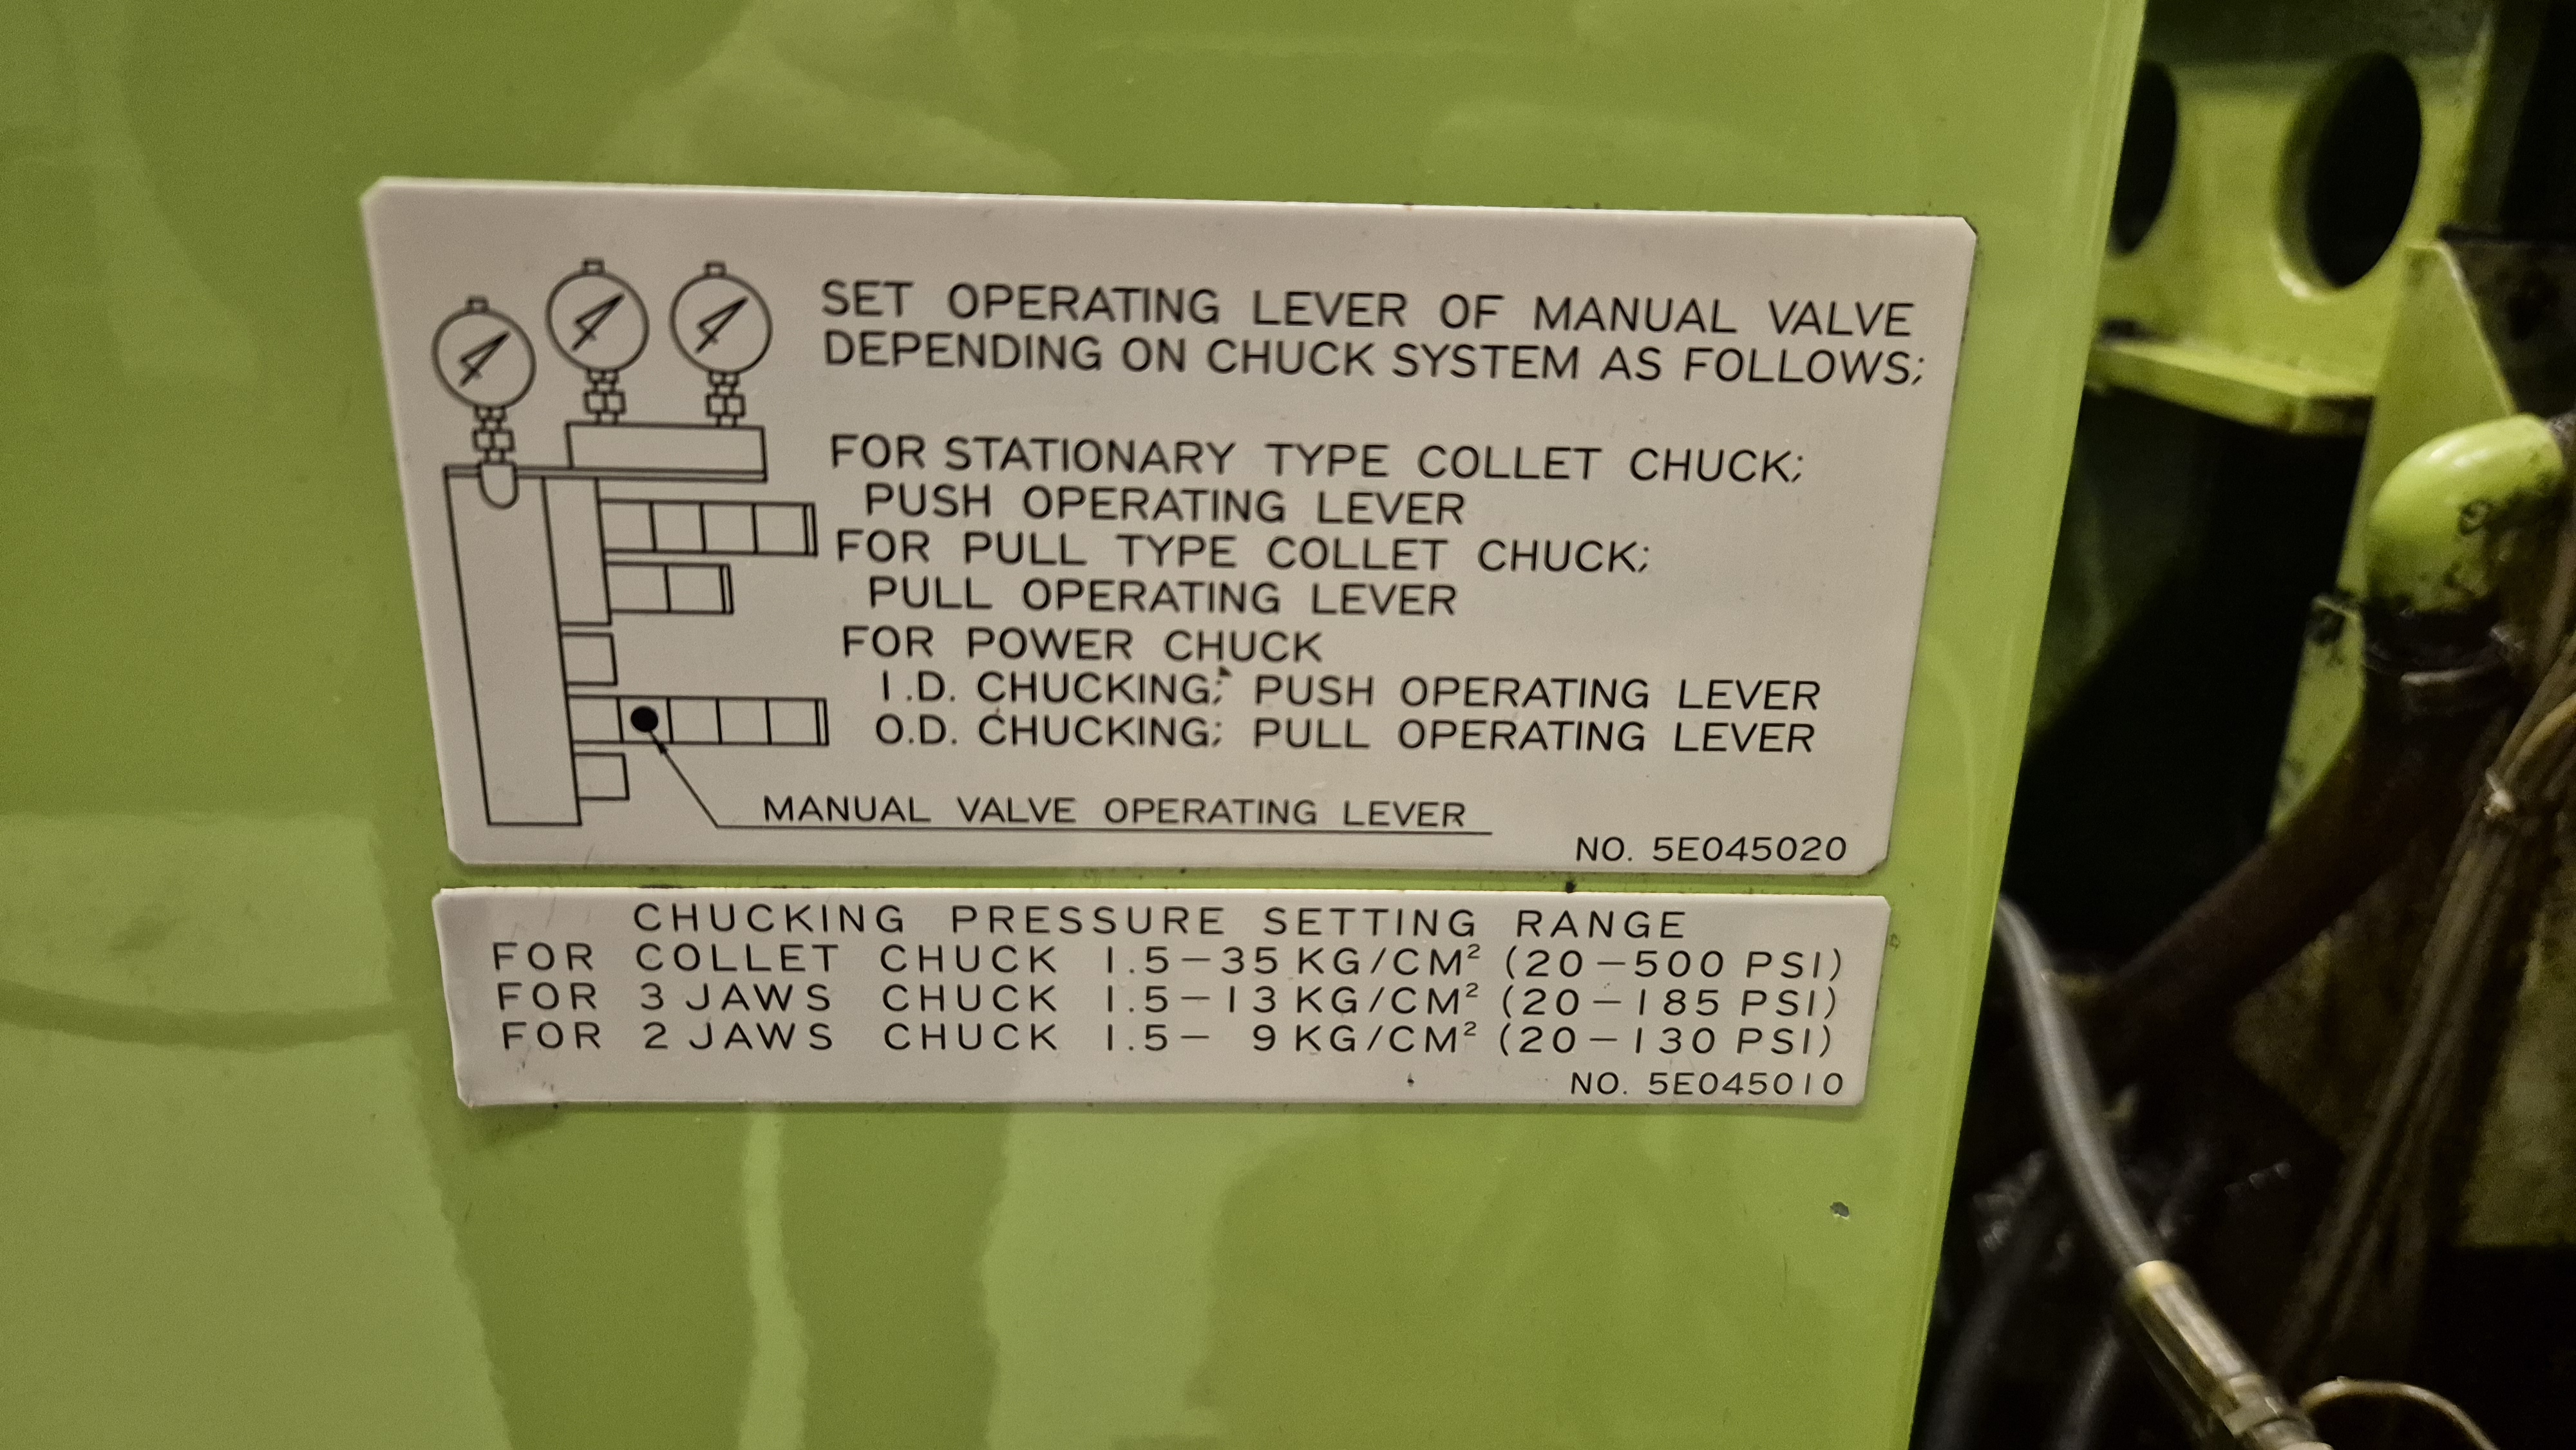 SET OPERATING LEVER OF MANUAL VALVE
DEPENDING ON CHUCK SYSTEM AS FOLLOWS;
FOR STATIONARY TYPE COLLET CHUCK;
PUSH OPERATING LEVER
FOR PULL TYPE COLLET CHUCK;
PULL OPERATING LEVER
FOR POWER CHUCK
I.D. CHUCKING; PUSH OPERATING LEVER
O.D. CHUCKING; PULL OPERATING LEVER
MANUAL VALVE OPERATING LEVER
NO. 5E045020
CHUCKING PRESSURE SETTING RANGE
FOR COLLET CHUCK 1.5-35 KG/CM² (20-500 PSI)
FOR 3 JAWS CHUCK 1.5-13 KG/CM² (20-185 PSI)
FOR 2 JAWS CHUCK 1.5- 9 KG/CM² (20-130 PSI)
NO. 5E045010